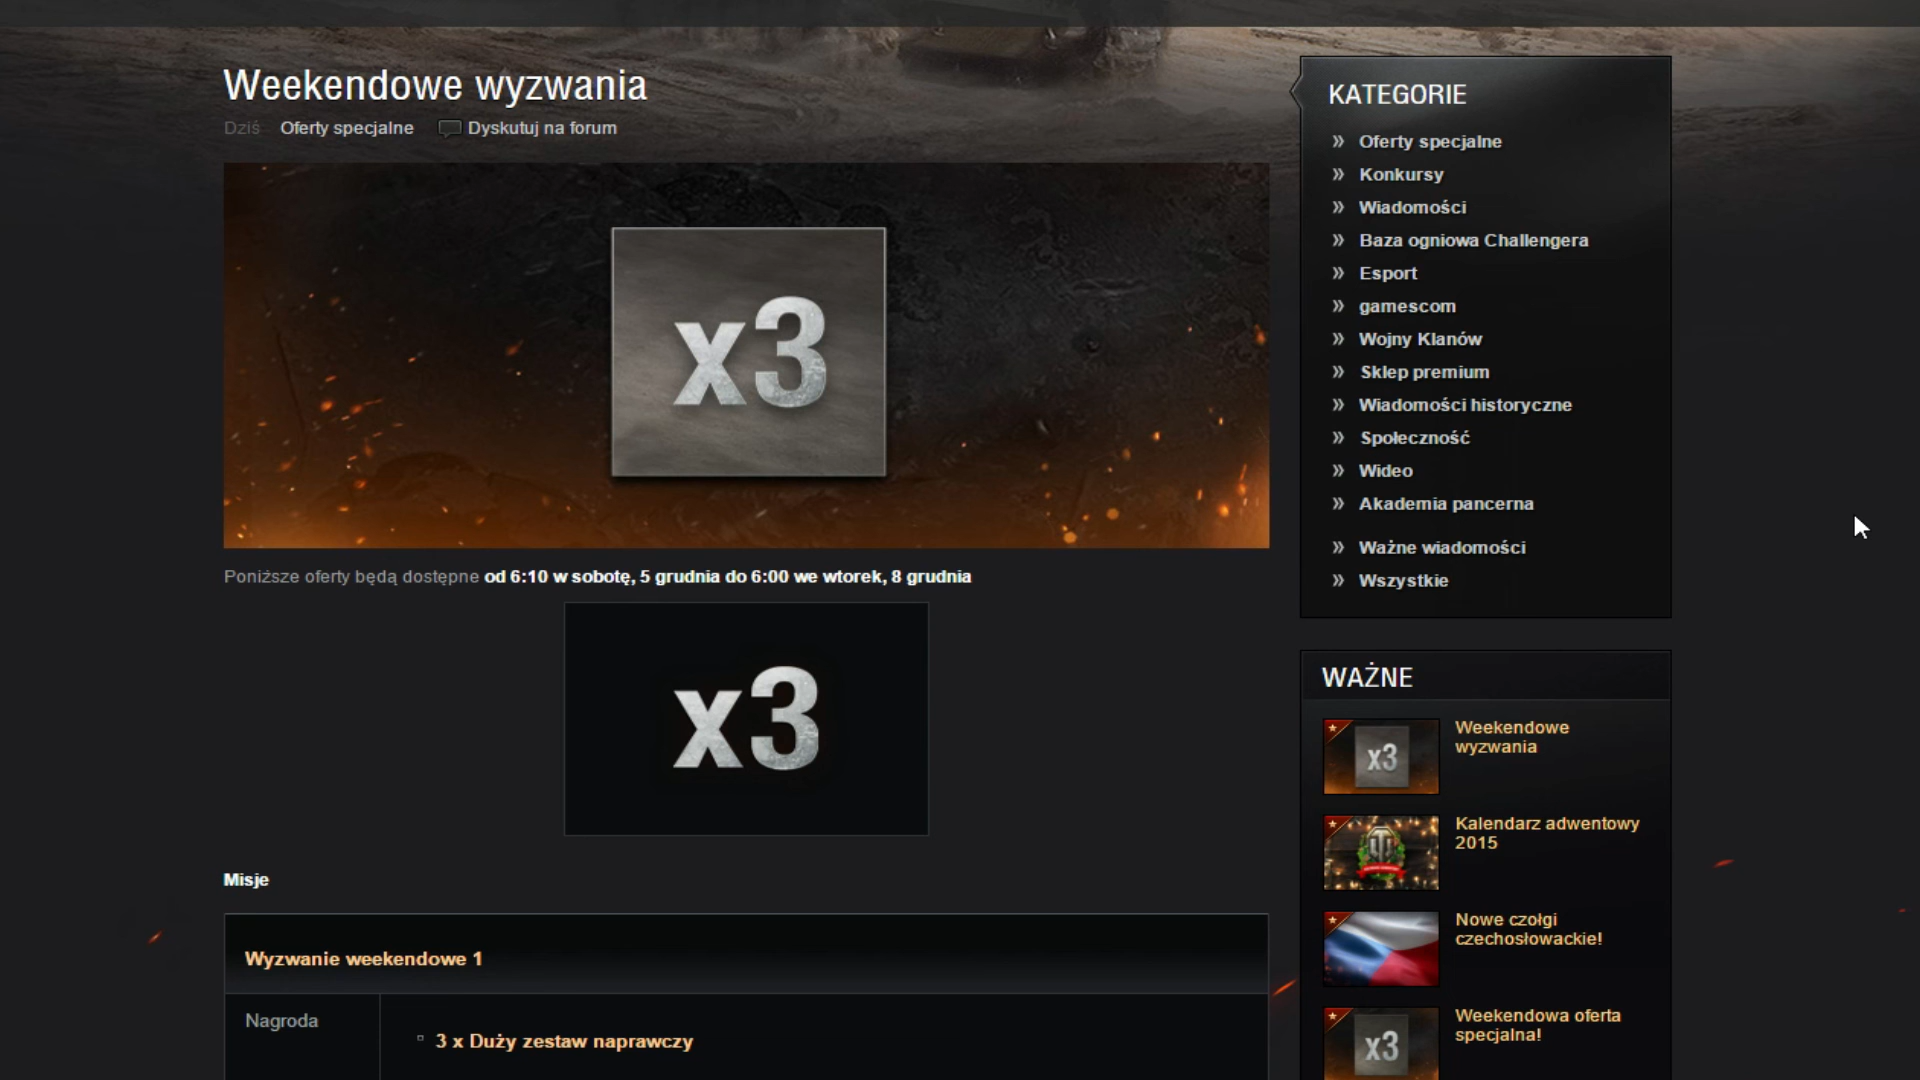 Weekendowe wyzwania
Dziś Oferty specjalne Dyskutuj na forum
x3
Poniższe oferty będą dostępne od 6:10 w sobotę, 5 grudnia do 6:00 we wtorek, 8 grudnia
x3
Misje
Wyzwanie weekendowe 1
Nagroda
3 x Duży zestaw naprawczy
KATEGORIE
Oferty specjalne
Konkursy
Wiadomości
Baza ogniowa Challengera
Esport
gamescom
Wojny Klanów
Sklep premium
Wiadomości historyczne
Społeczność
Wideo
Akademia pancerna
Ważne wiadomości
Wszystkie
WAŻNE
x3
Weekendowe
wyzwania
Kalendarz adwentowy
2015
Nowe czołgi
czechosłowackie!
x3
Weekendowa oferta
specjalna!